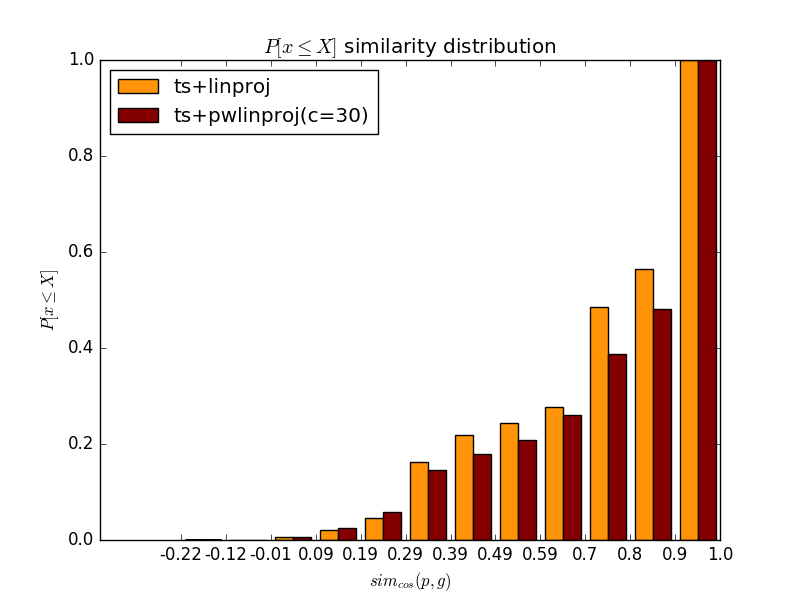 P[x ≤ X] similarity distribution
ts+linproj
ts+pwlinproj(c=30)
1.0
0.8
0.6
0.4
0.2
0.0
P[x ≤ X]
-0.22 -0.12 -0.01 0.09 0.19 0.29 0.39 0.49 0.59 0.7 0.8 0.9 1.0
sim_cos(p, g)